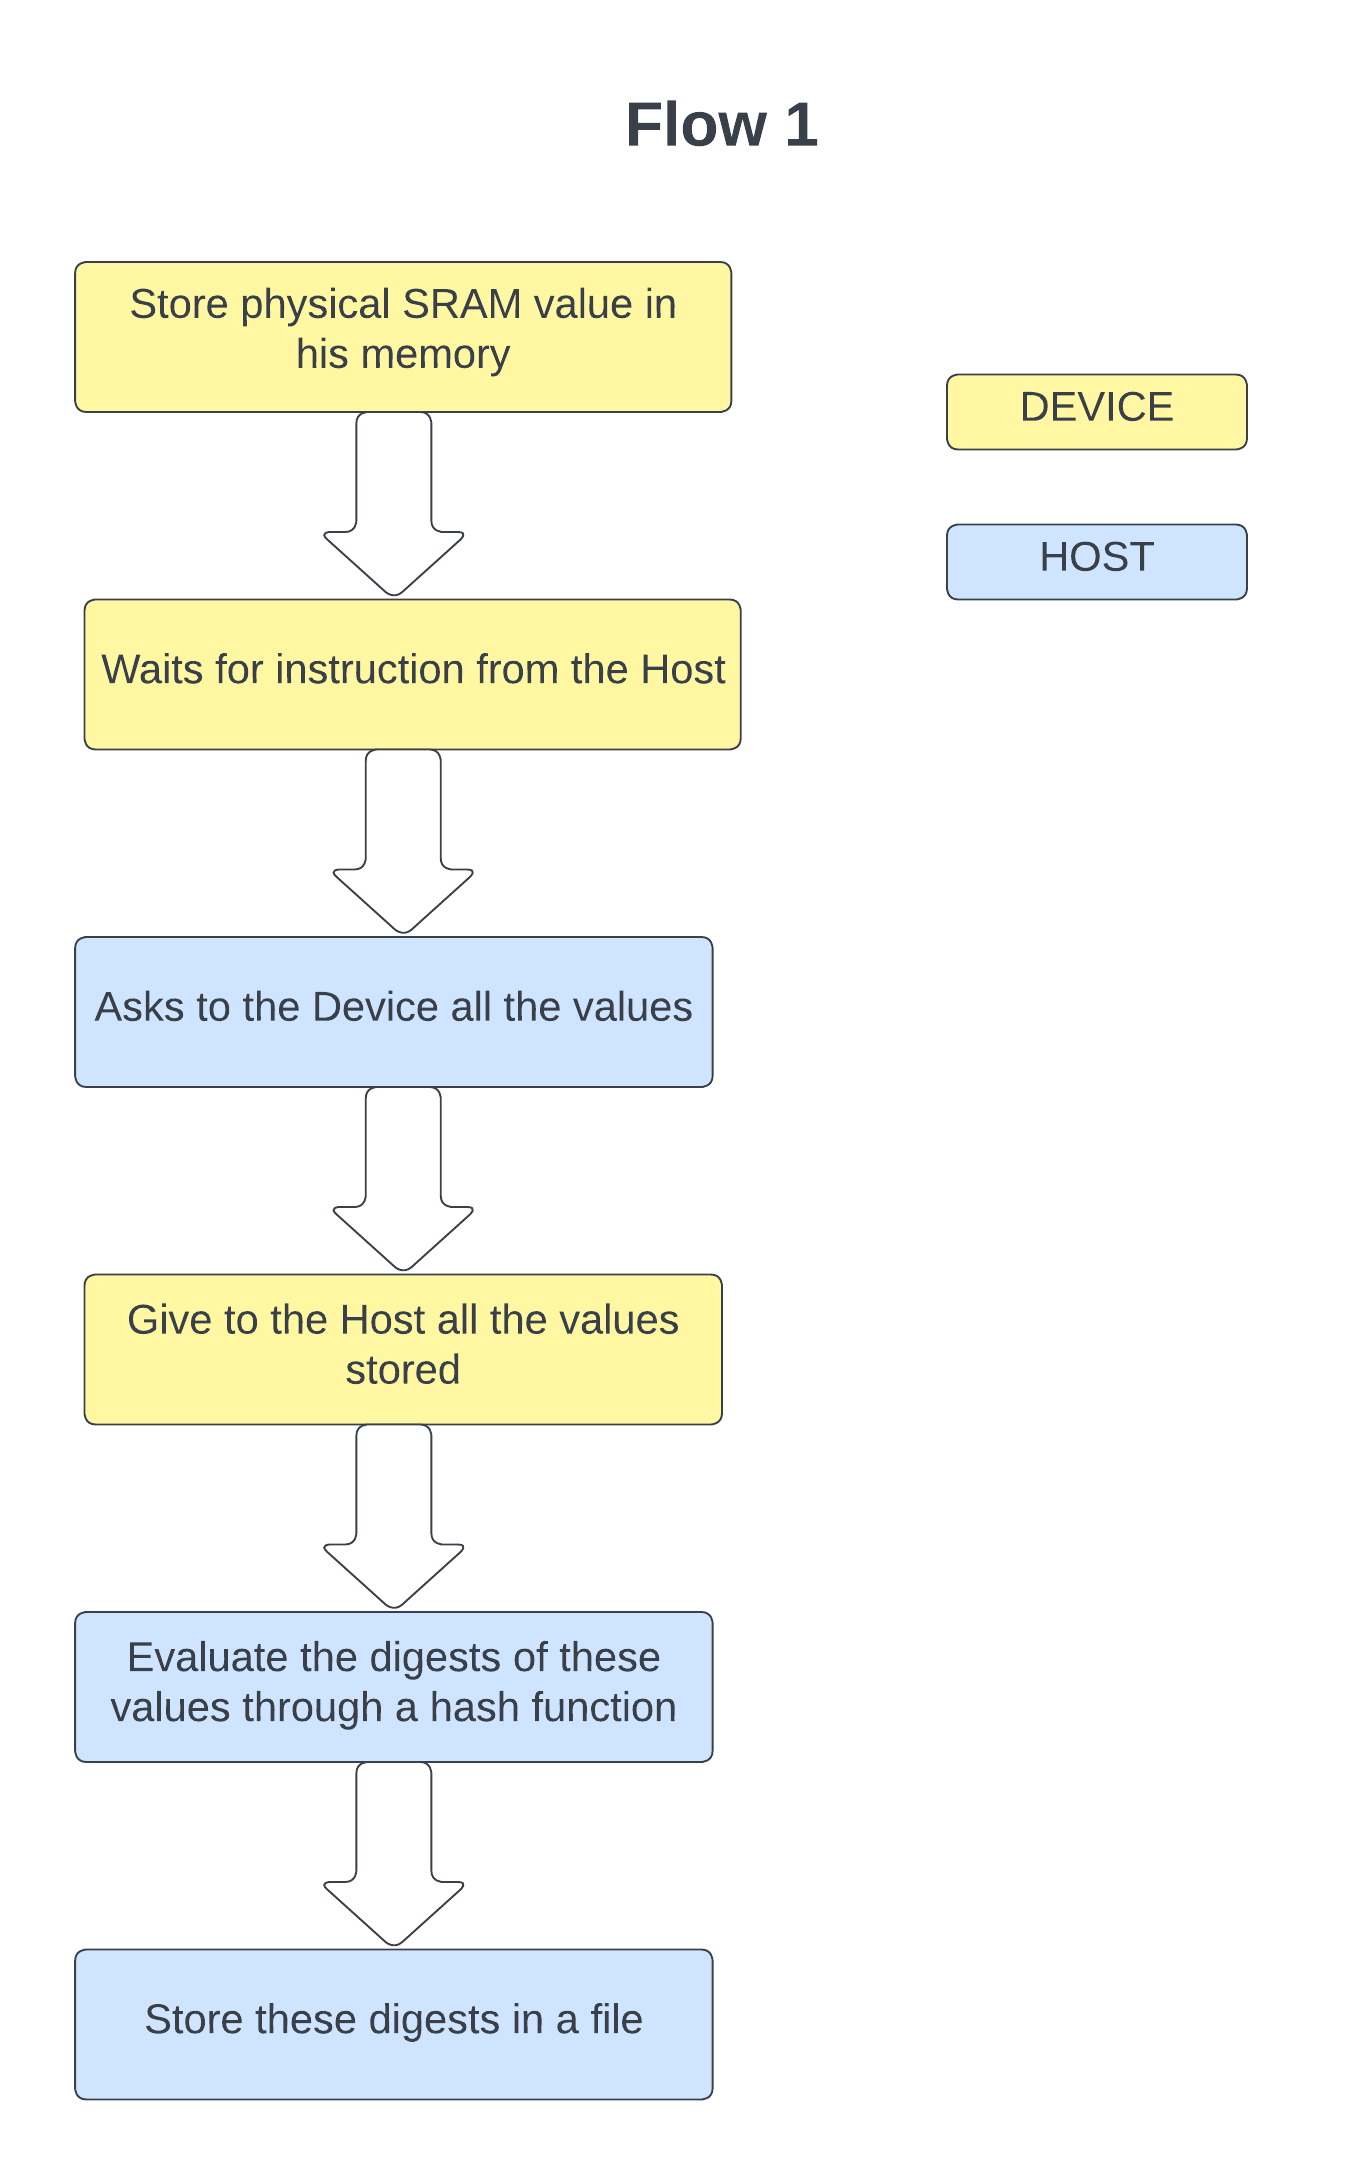 Flow 1
Store physical SRAM value in
his memory
DEVICE
HOST
Waits for instruction from the Host
Asks to the Device all the values
Give to the Host all the values
stored
Evaluate the digests of these
values through a hash function
Store these digests in a file